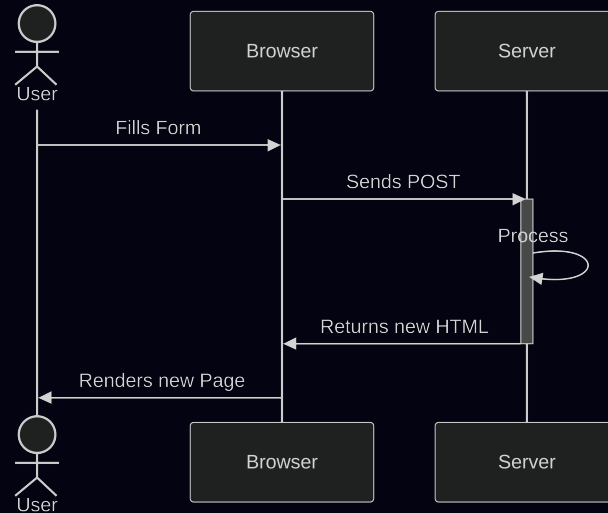 User
Browser
Server
Fills Form
Sends POST
Process
Returns new HTML
Renders new Page
User
Browser
Server